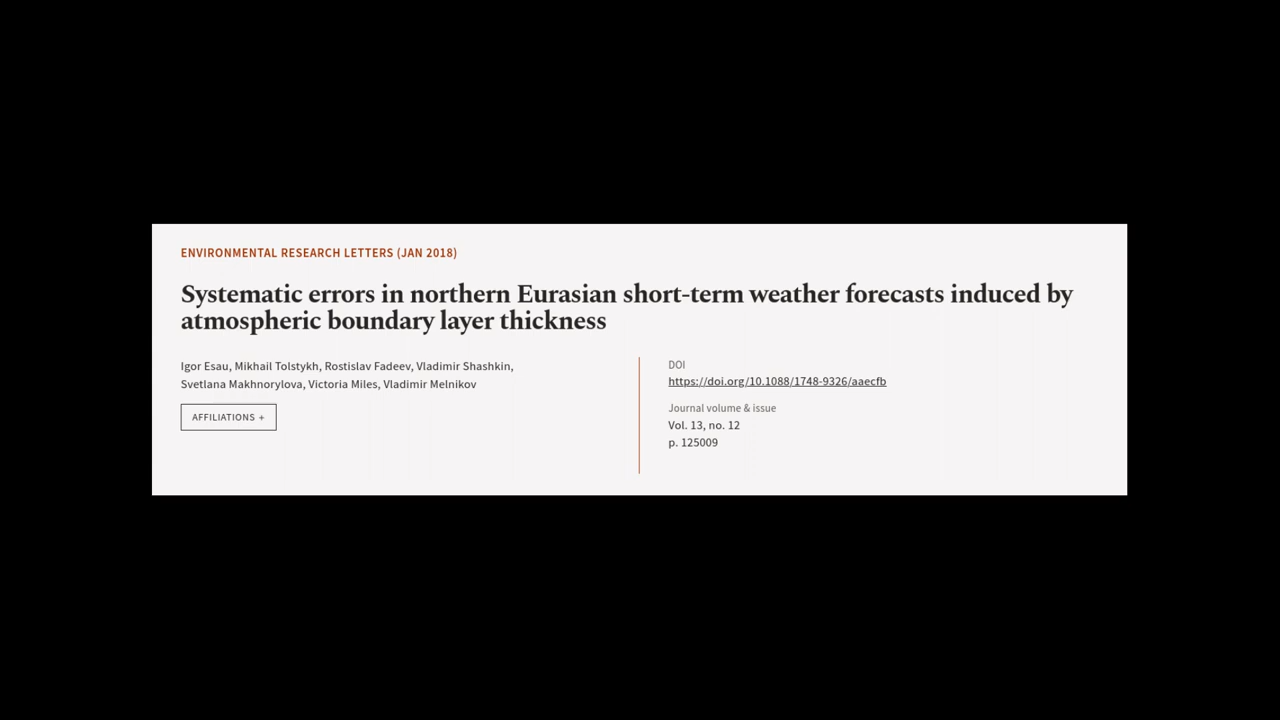 ENVIRONMENTAL RESEARCH LETTERS (JAN 2018)
Systematic errors in northern Eurasian short-term weather forecasts induced by
atmospheric boundary layer thickness
Igor Esau, Mikhail Tolstykh, Rostislav Fadeev, Vladimir Shashkin,
Svetlana Makhnorylova, Victoria Miles, Vladimir Melnikov
AFFILIATIONS +
DOI
https://doi.org/10.1088/1748-9326/aaecfb
Journal volume & issue
Vol. 13, no. 12
p. 125009